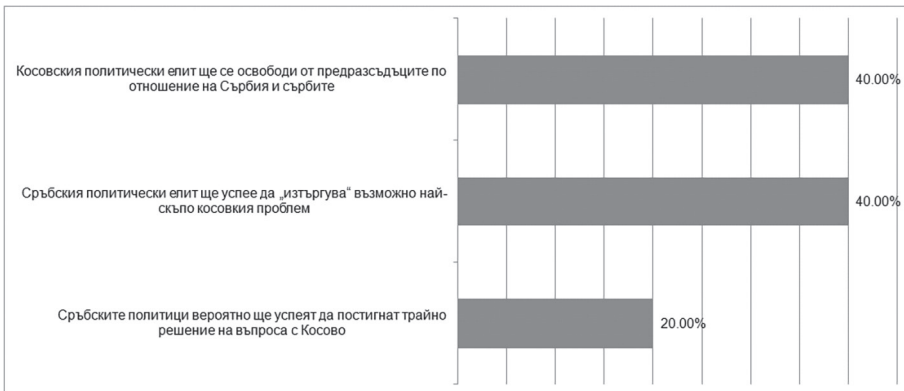 Косовския политически елит ще се освободи от предразсъдъците по
отношение на Сърбия и сърбите
40.00%
Сръбския политически елит ще успее да „изтъргува“ възможно най-
скъпо косовкия проблем
40.00%
Сръбските политици вероятно ще успеят да постигнат трайно
решение на въпроса с Косово
20.00%